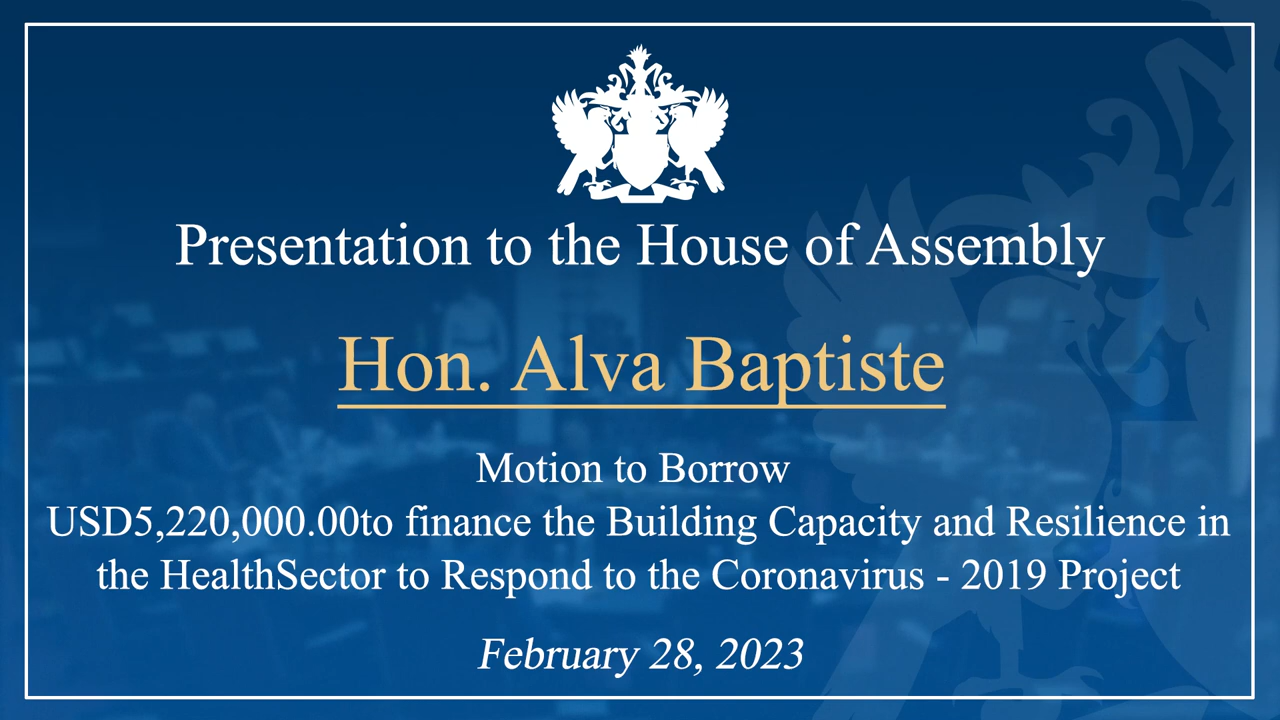 Presentation to the House of Assembly
Hon. Alva Baptiste
Motion to Borrow
USD5,220,000.00to finance the Building Capacity and Resilience in
the HealthSector to Respond to the Coronavirus - 2019 Project
February 28, 2023